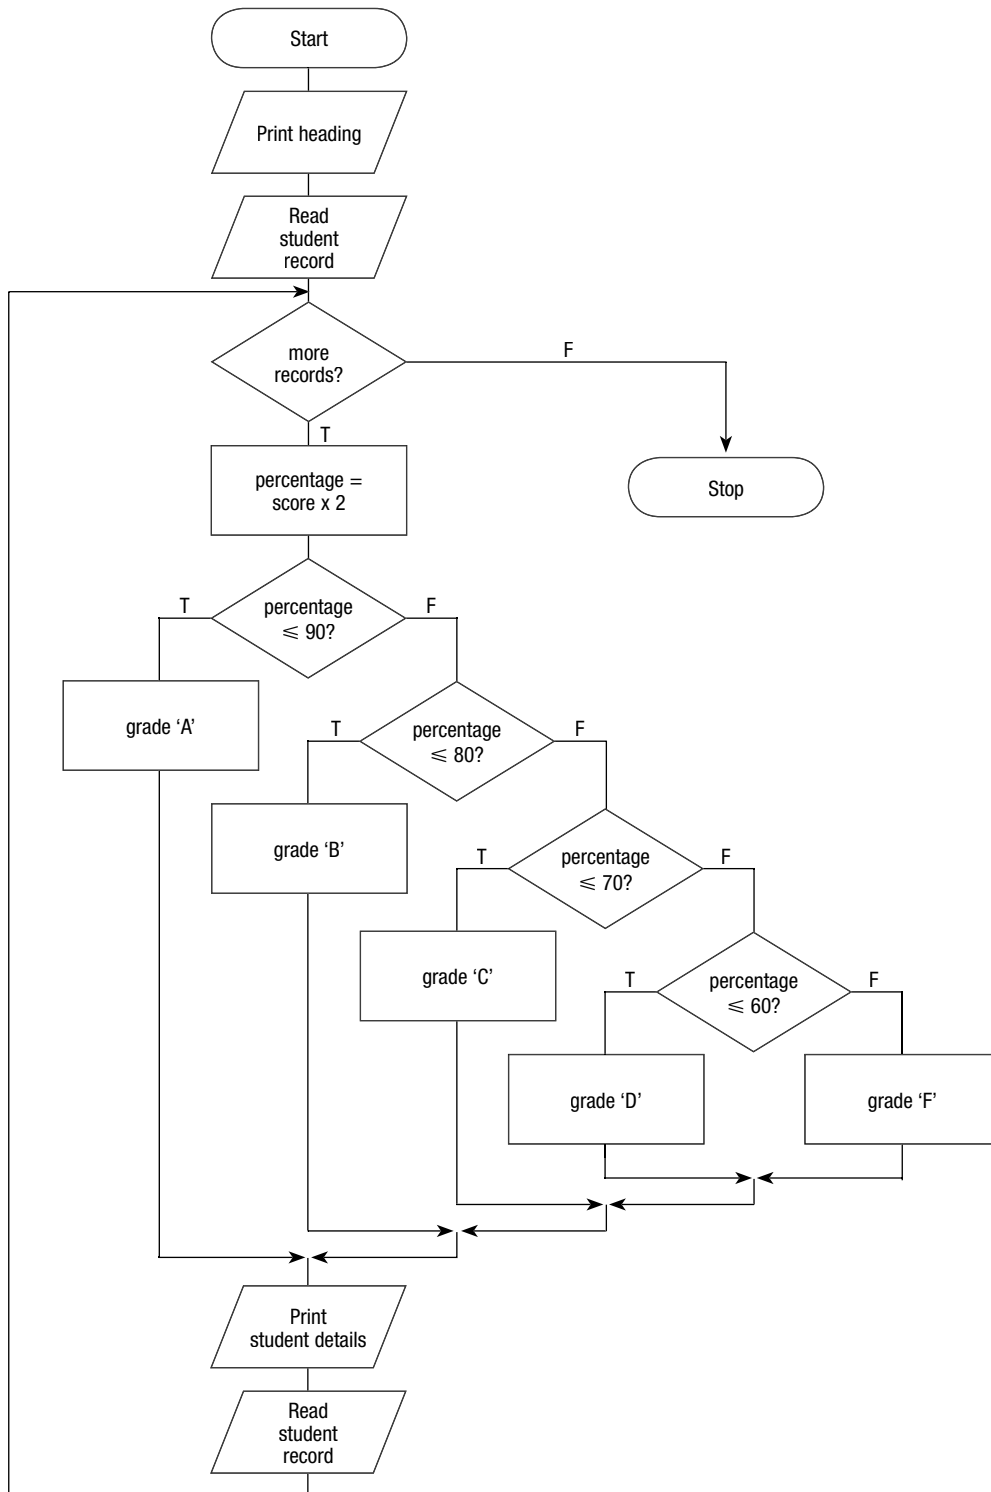 Start
Print heading
Read
student
record
more
records?
F
T
percentage =
score x 2
Stop
percentage
⩽ 90?
T
F
grade ‘A’
percentage
⩽ 80?
T
F
grade ‘B’
percentage
⩽ 70?
T
F
grade ‘C’
percentage
⩽ 60?
T
F
grade ‘D’
grade ‘F’
Print
student details
Read
student
record